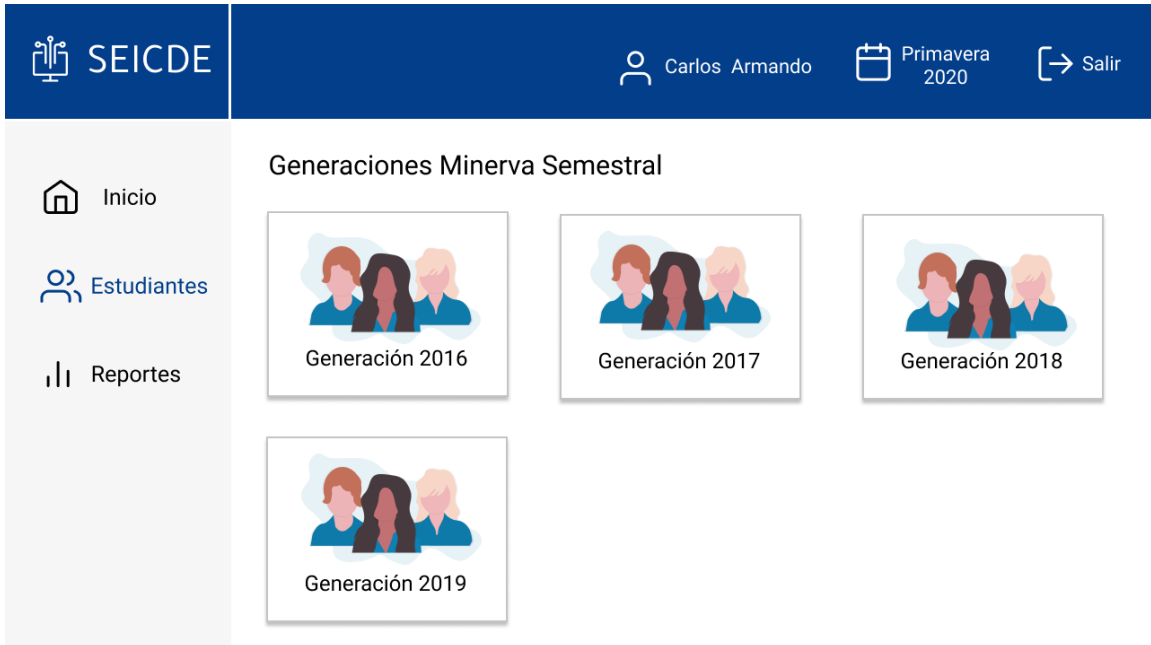 SEICDE
Carlos Armando
Primavera
2020
Salir
Inicio
Estudiantes
Reportes
Generaciones Minerva Semestral
Generación 2016
Generación 2017
Generación 2018
Generación 2019